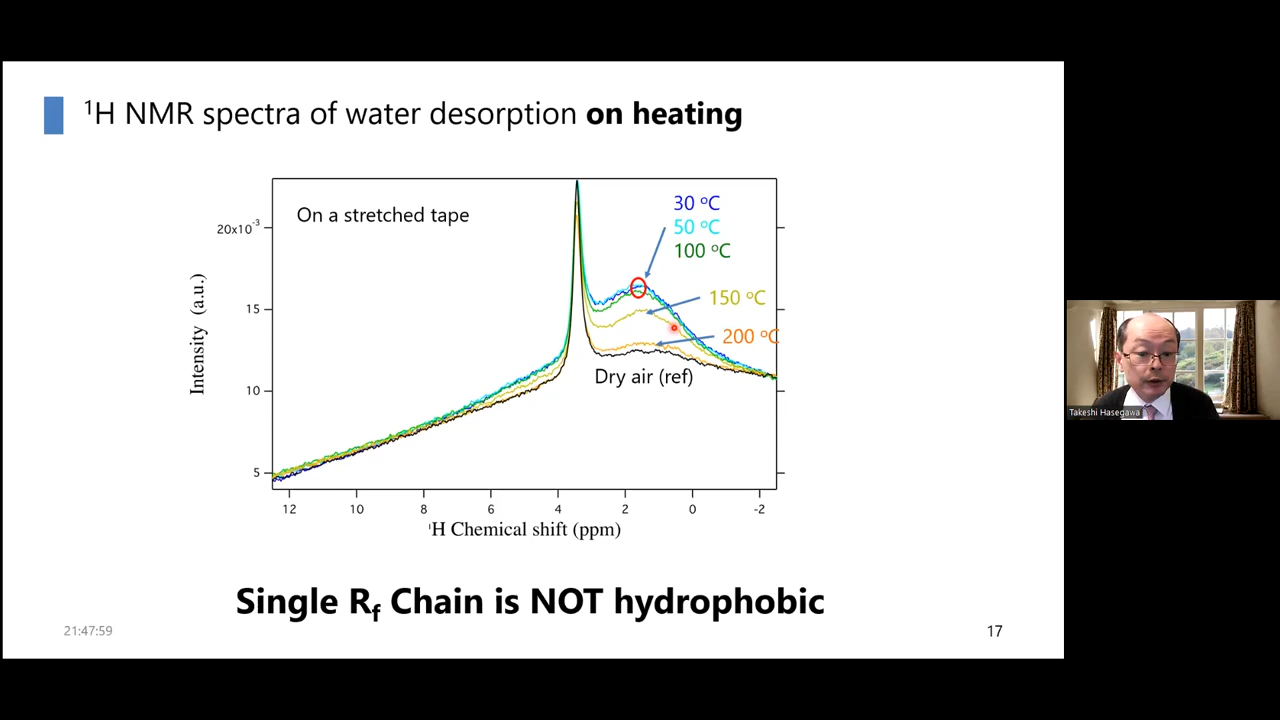 ¹H NMR spectra of water desorption on heating
On a stretched tape
30 ºC
50 ºC
100 ºC
150 ºC
200 ºC
Dry air (ref)
20x10⁻³
15
10
5
Intensity (a.u.)
12 10 8 6 4 2 0 -2
¹H Chemical shift (ppm)
Single Rf Chain is NOT hydrophobic
21:47:59
17
Takeshi Hasegawa